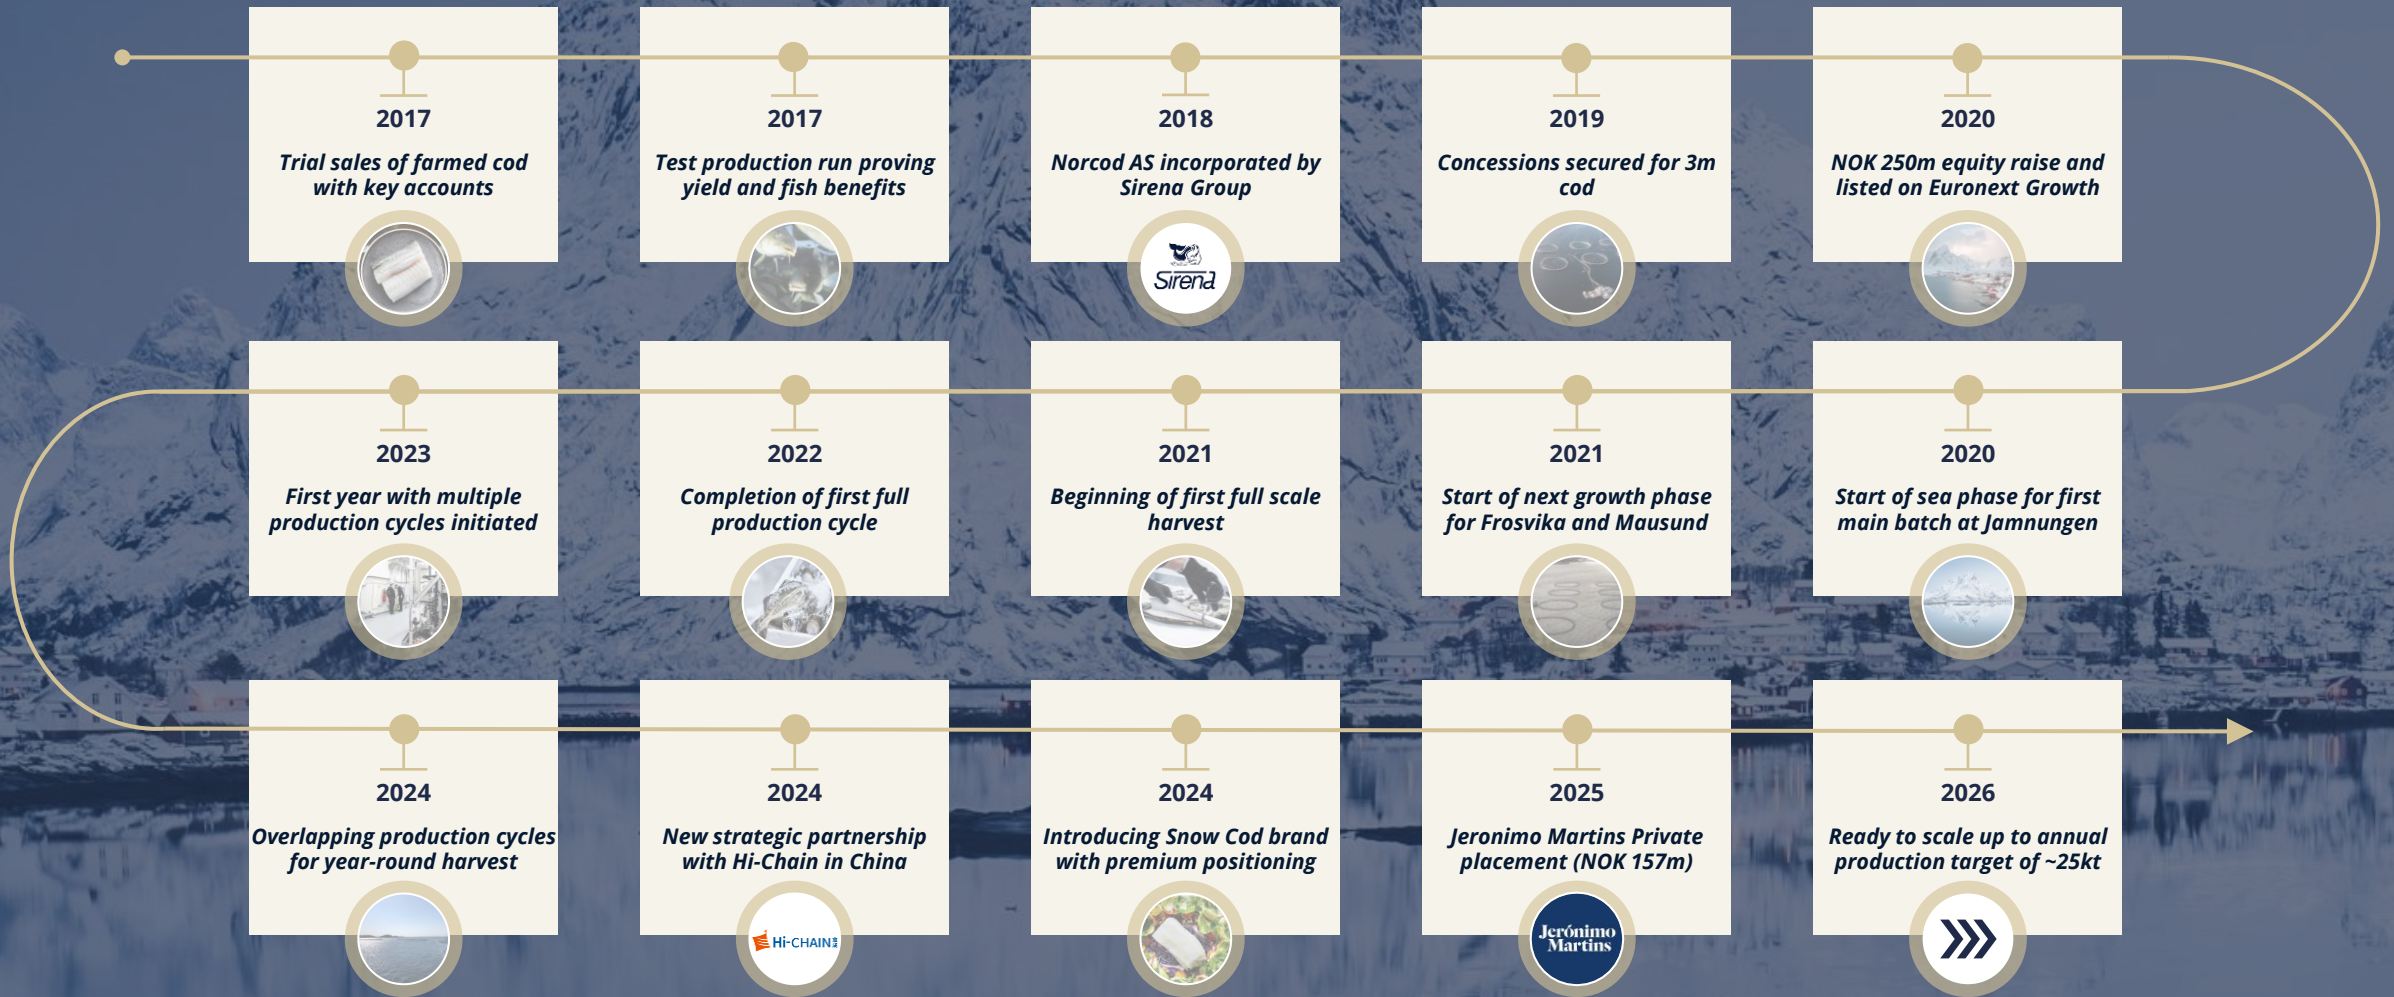 2017
Trial sales of farmed cod
with key accounts
2017
Test production run proving
yield and fish benefits
2018
Norcod AS incorporated by
Sirena Group
Sirena
2019
Concessions secured for 3m
cod
2020
NOK 250m equity raise and
listed on Euronext Growth
2020
Start of sea phase for first
main batch at Jamnungen
2021
Start of next growth phase
for Frosvika and Mausund
2021
Beginning of first full scale
harvest
2022
Completion of first full
production cycle
2023
First year with multiple
production cycles initiated
2024
Overlapping production cycles
for year-round harvest
2024
New strategic partnership
with Hi-Chain in China
Hi-CHAIN
2024
Introducing Snow Cod brand
with premium positioning
2025
Jeronimo Martins Private
placement (NOK 157m)
Jerónimo
Martins
2026
Ready to scale up to annual
production target of ~25kt